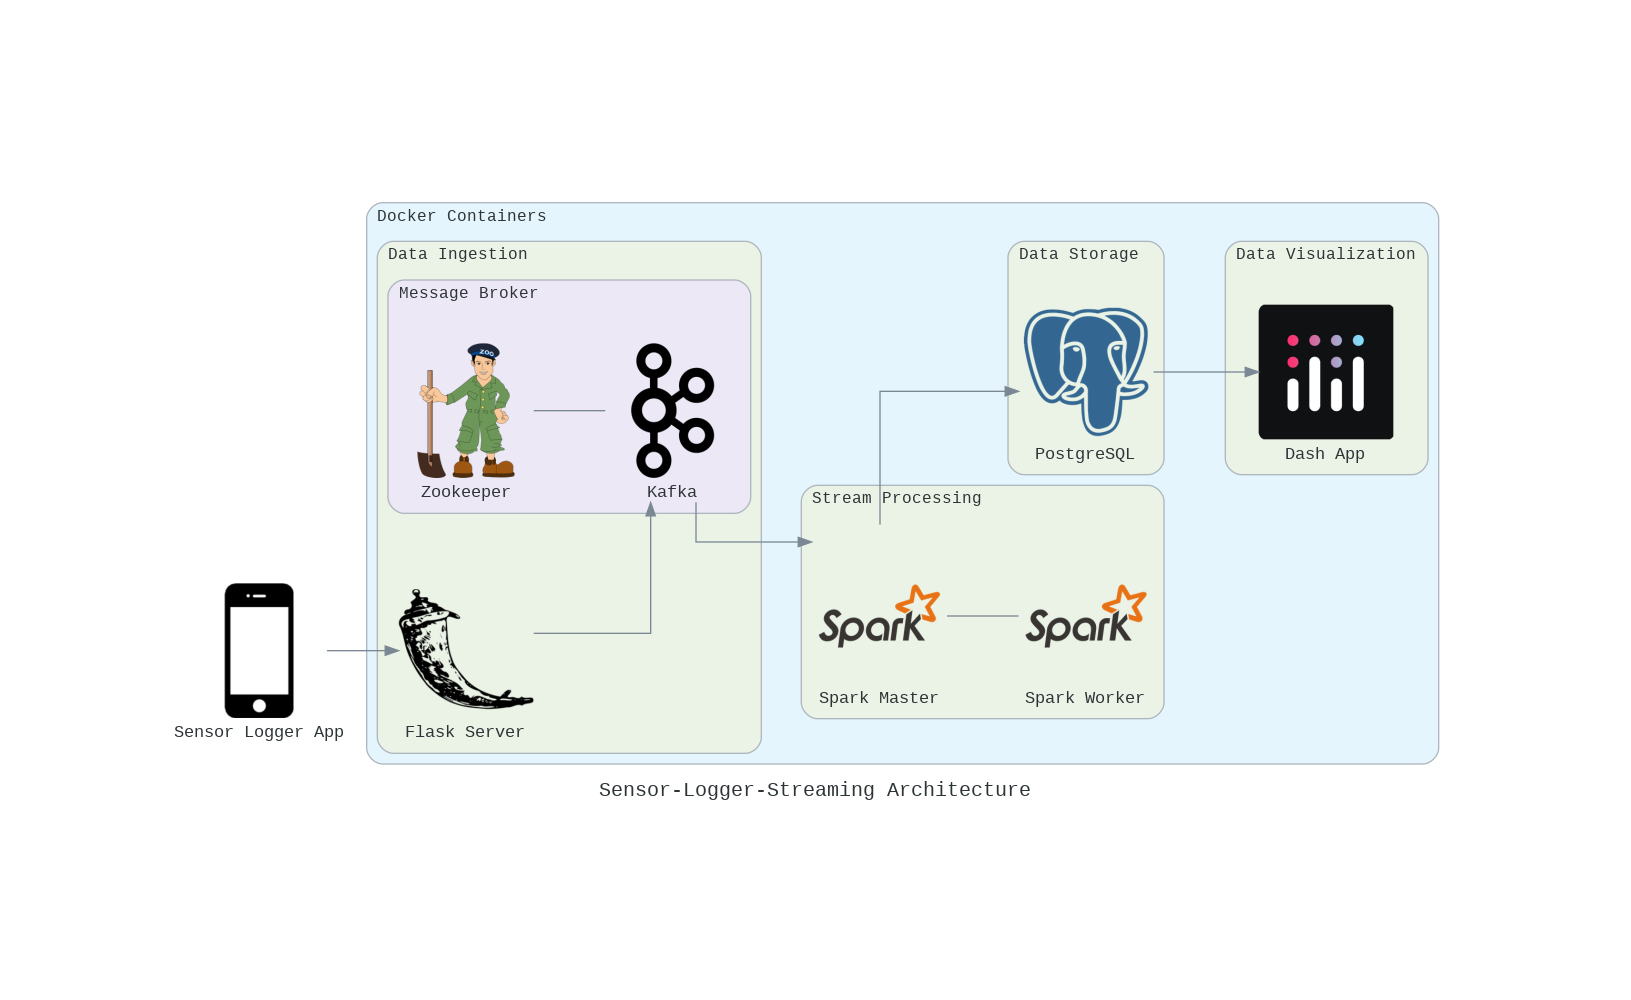 Docker Containers
Data Ingestion
Message Broker
ZOO
Zookeeper
Kafka
Data Storage
PostgreSQL
Data Visualization
Dash App
Stream Processing
Spark
Spark Master
Spark
Spark Worker
Sensor Logger App
Flask Server
Sensor-Logger-Streaming Architecture